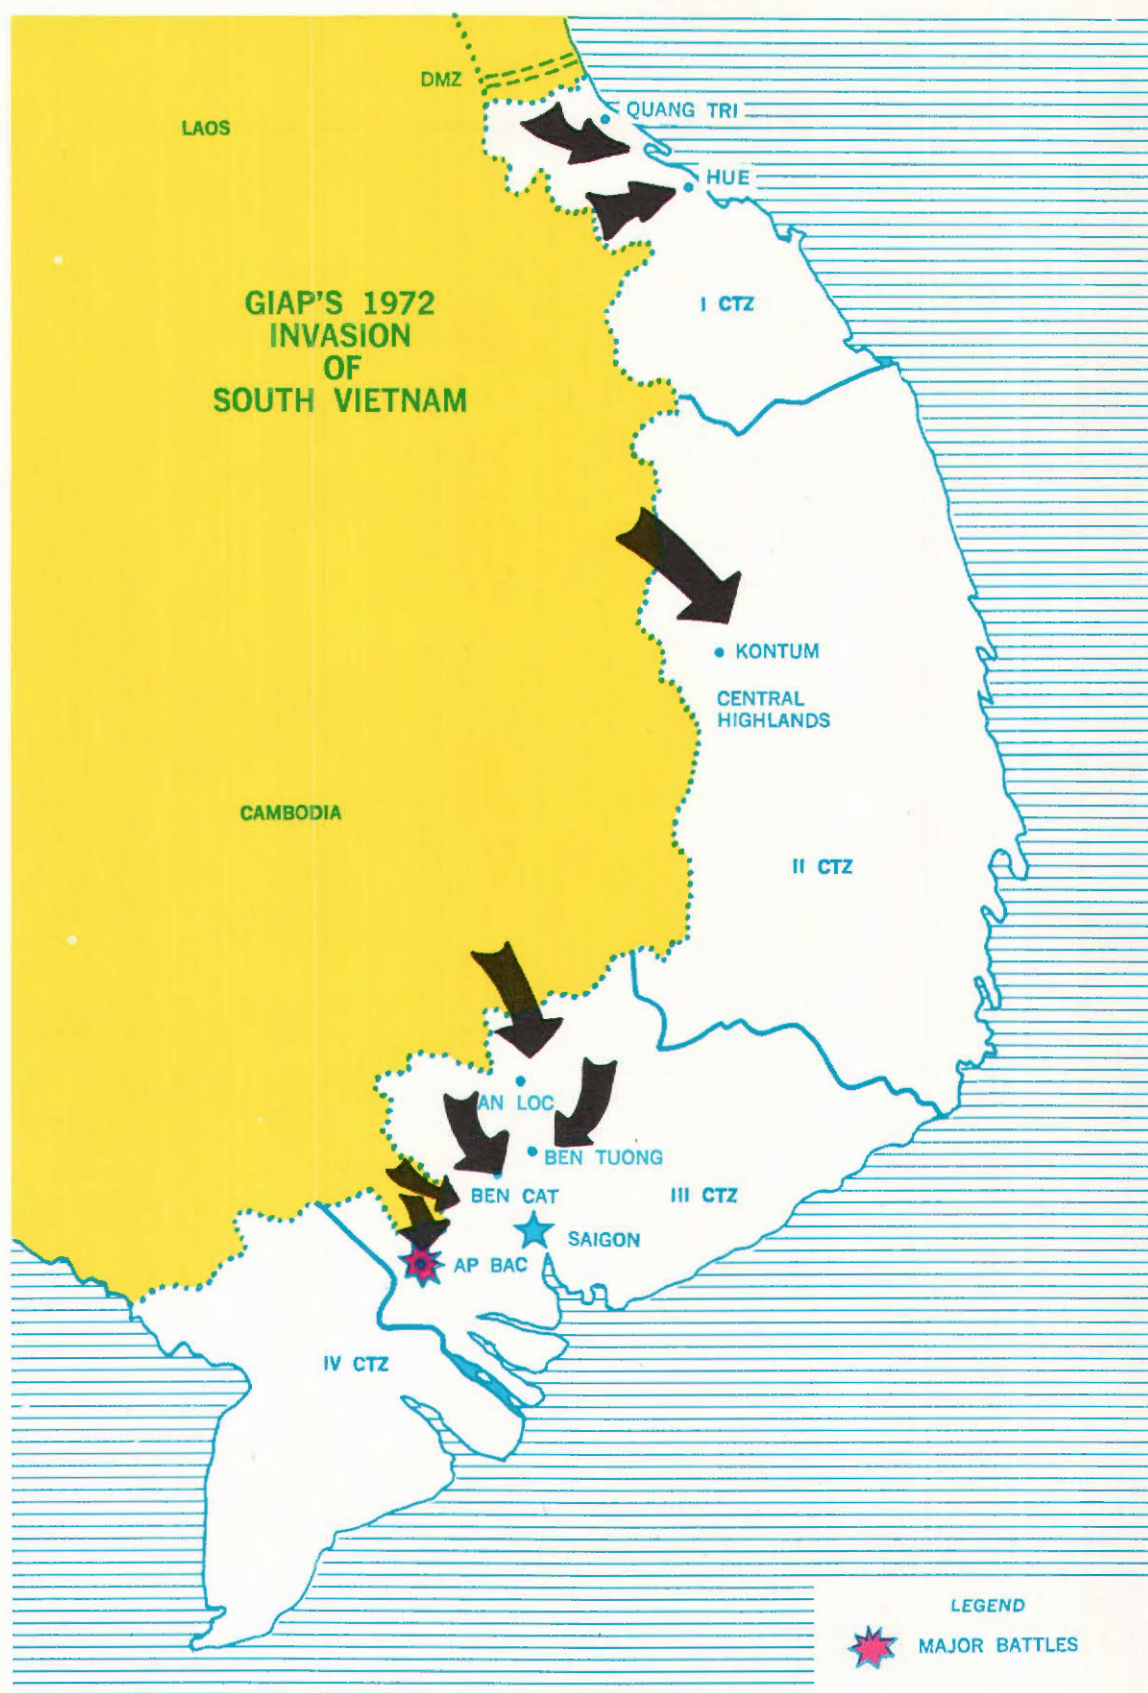 DMZ
QUANG TRI
LAOS
HUE
GIAP'S 1972
INVASION
OF
SOUTH VIETNAM
I CTZ
KONTUM
CENTRAL
HIGHLANDS
CAMBODIA
II CTZ
AN LOC
BEN TUONG
BEN CAT
III CTZ
SAIGON
AP BAC
IV CTZ
LEGEND
MAJOR BATTLES